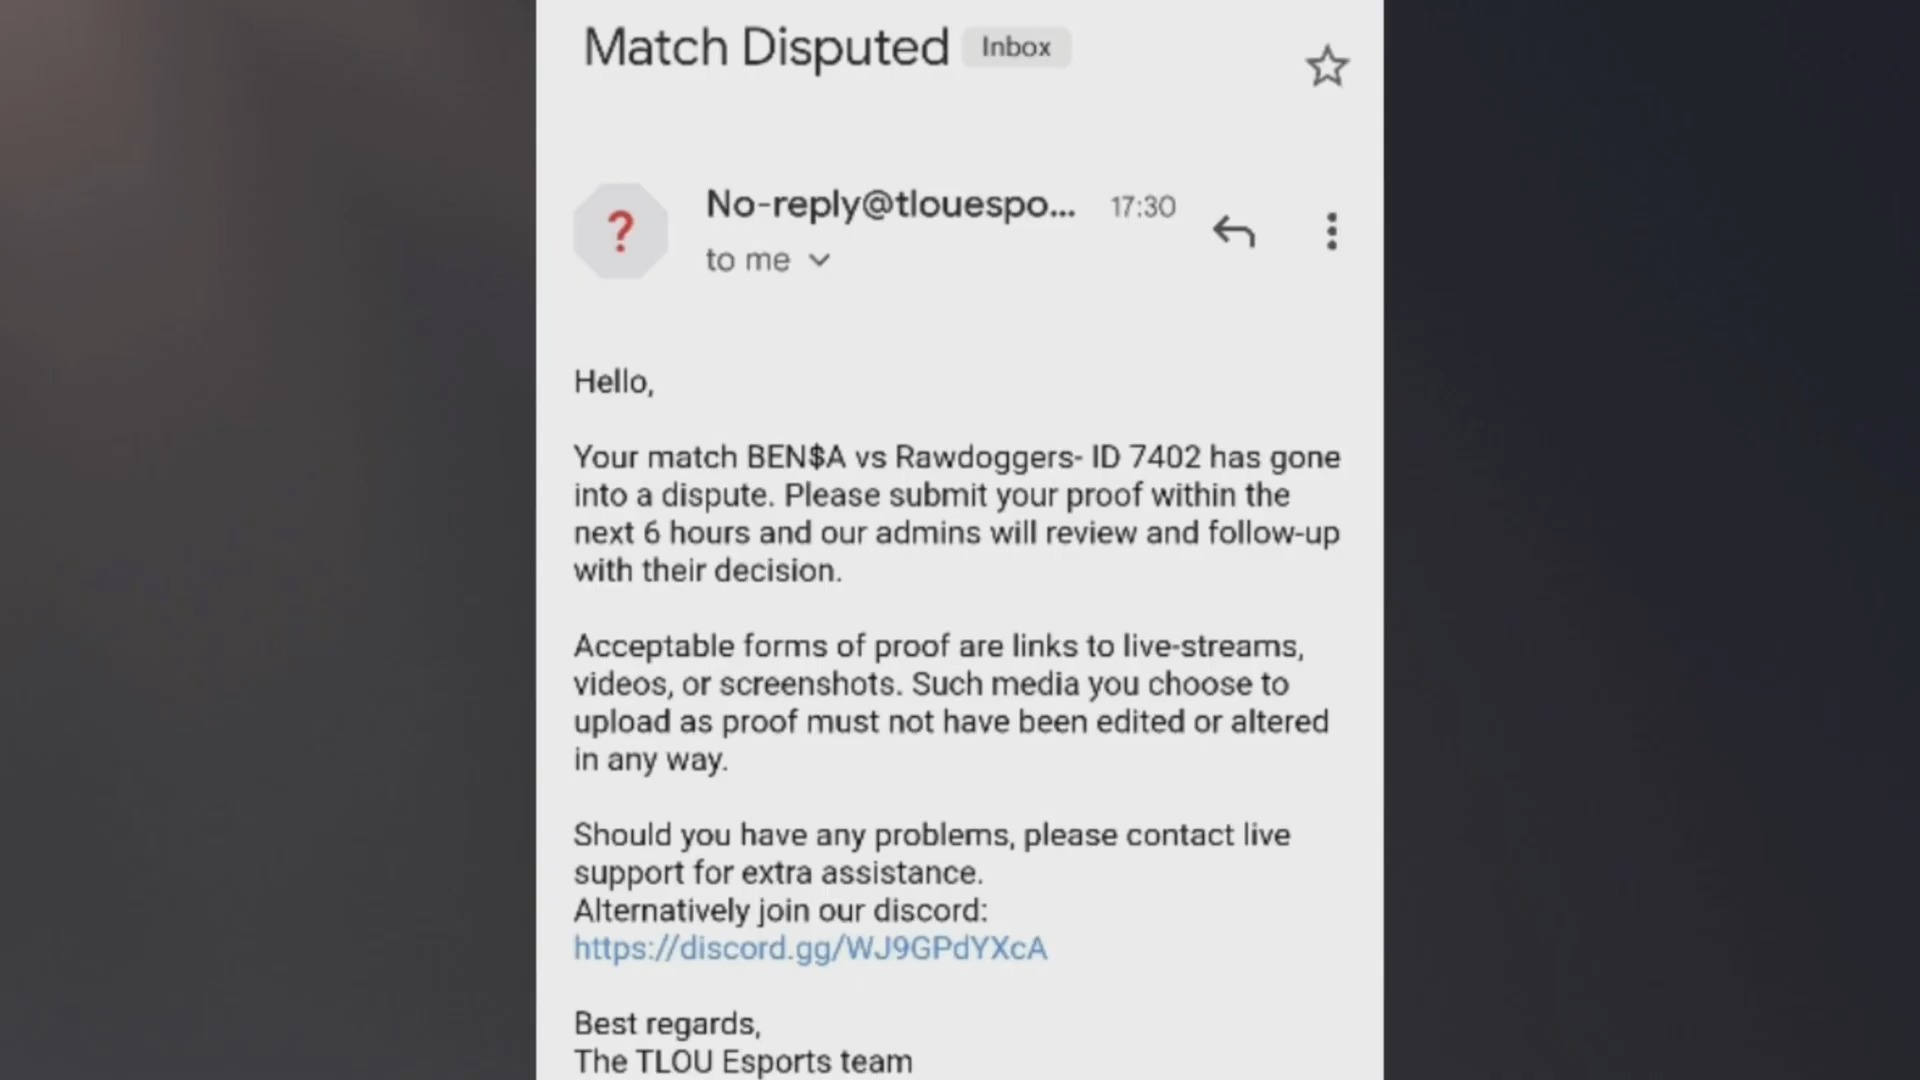 Match Disputed Inbox
?
No-reply@tlouespo... 17:30
to me
Hello,
Your match BEN$A vs Rawdoggers- ID 7402 has gone
into a dispute. Please submit your proof within the
next 6 hours and our admins will review and follow-up
with their decision.
Acceptable forms of proof are links to live-streams,
videos, or screenshots. Such media you choose to
upload as proof must not have been edited or altered
in any way.
Should you have any problems, please contact live
support for extra assistance.
Alternatively join our discord:
https://discord.gg/WJ9GPdYXcA
Best regards,
The TLOU Esports team